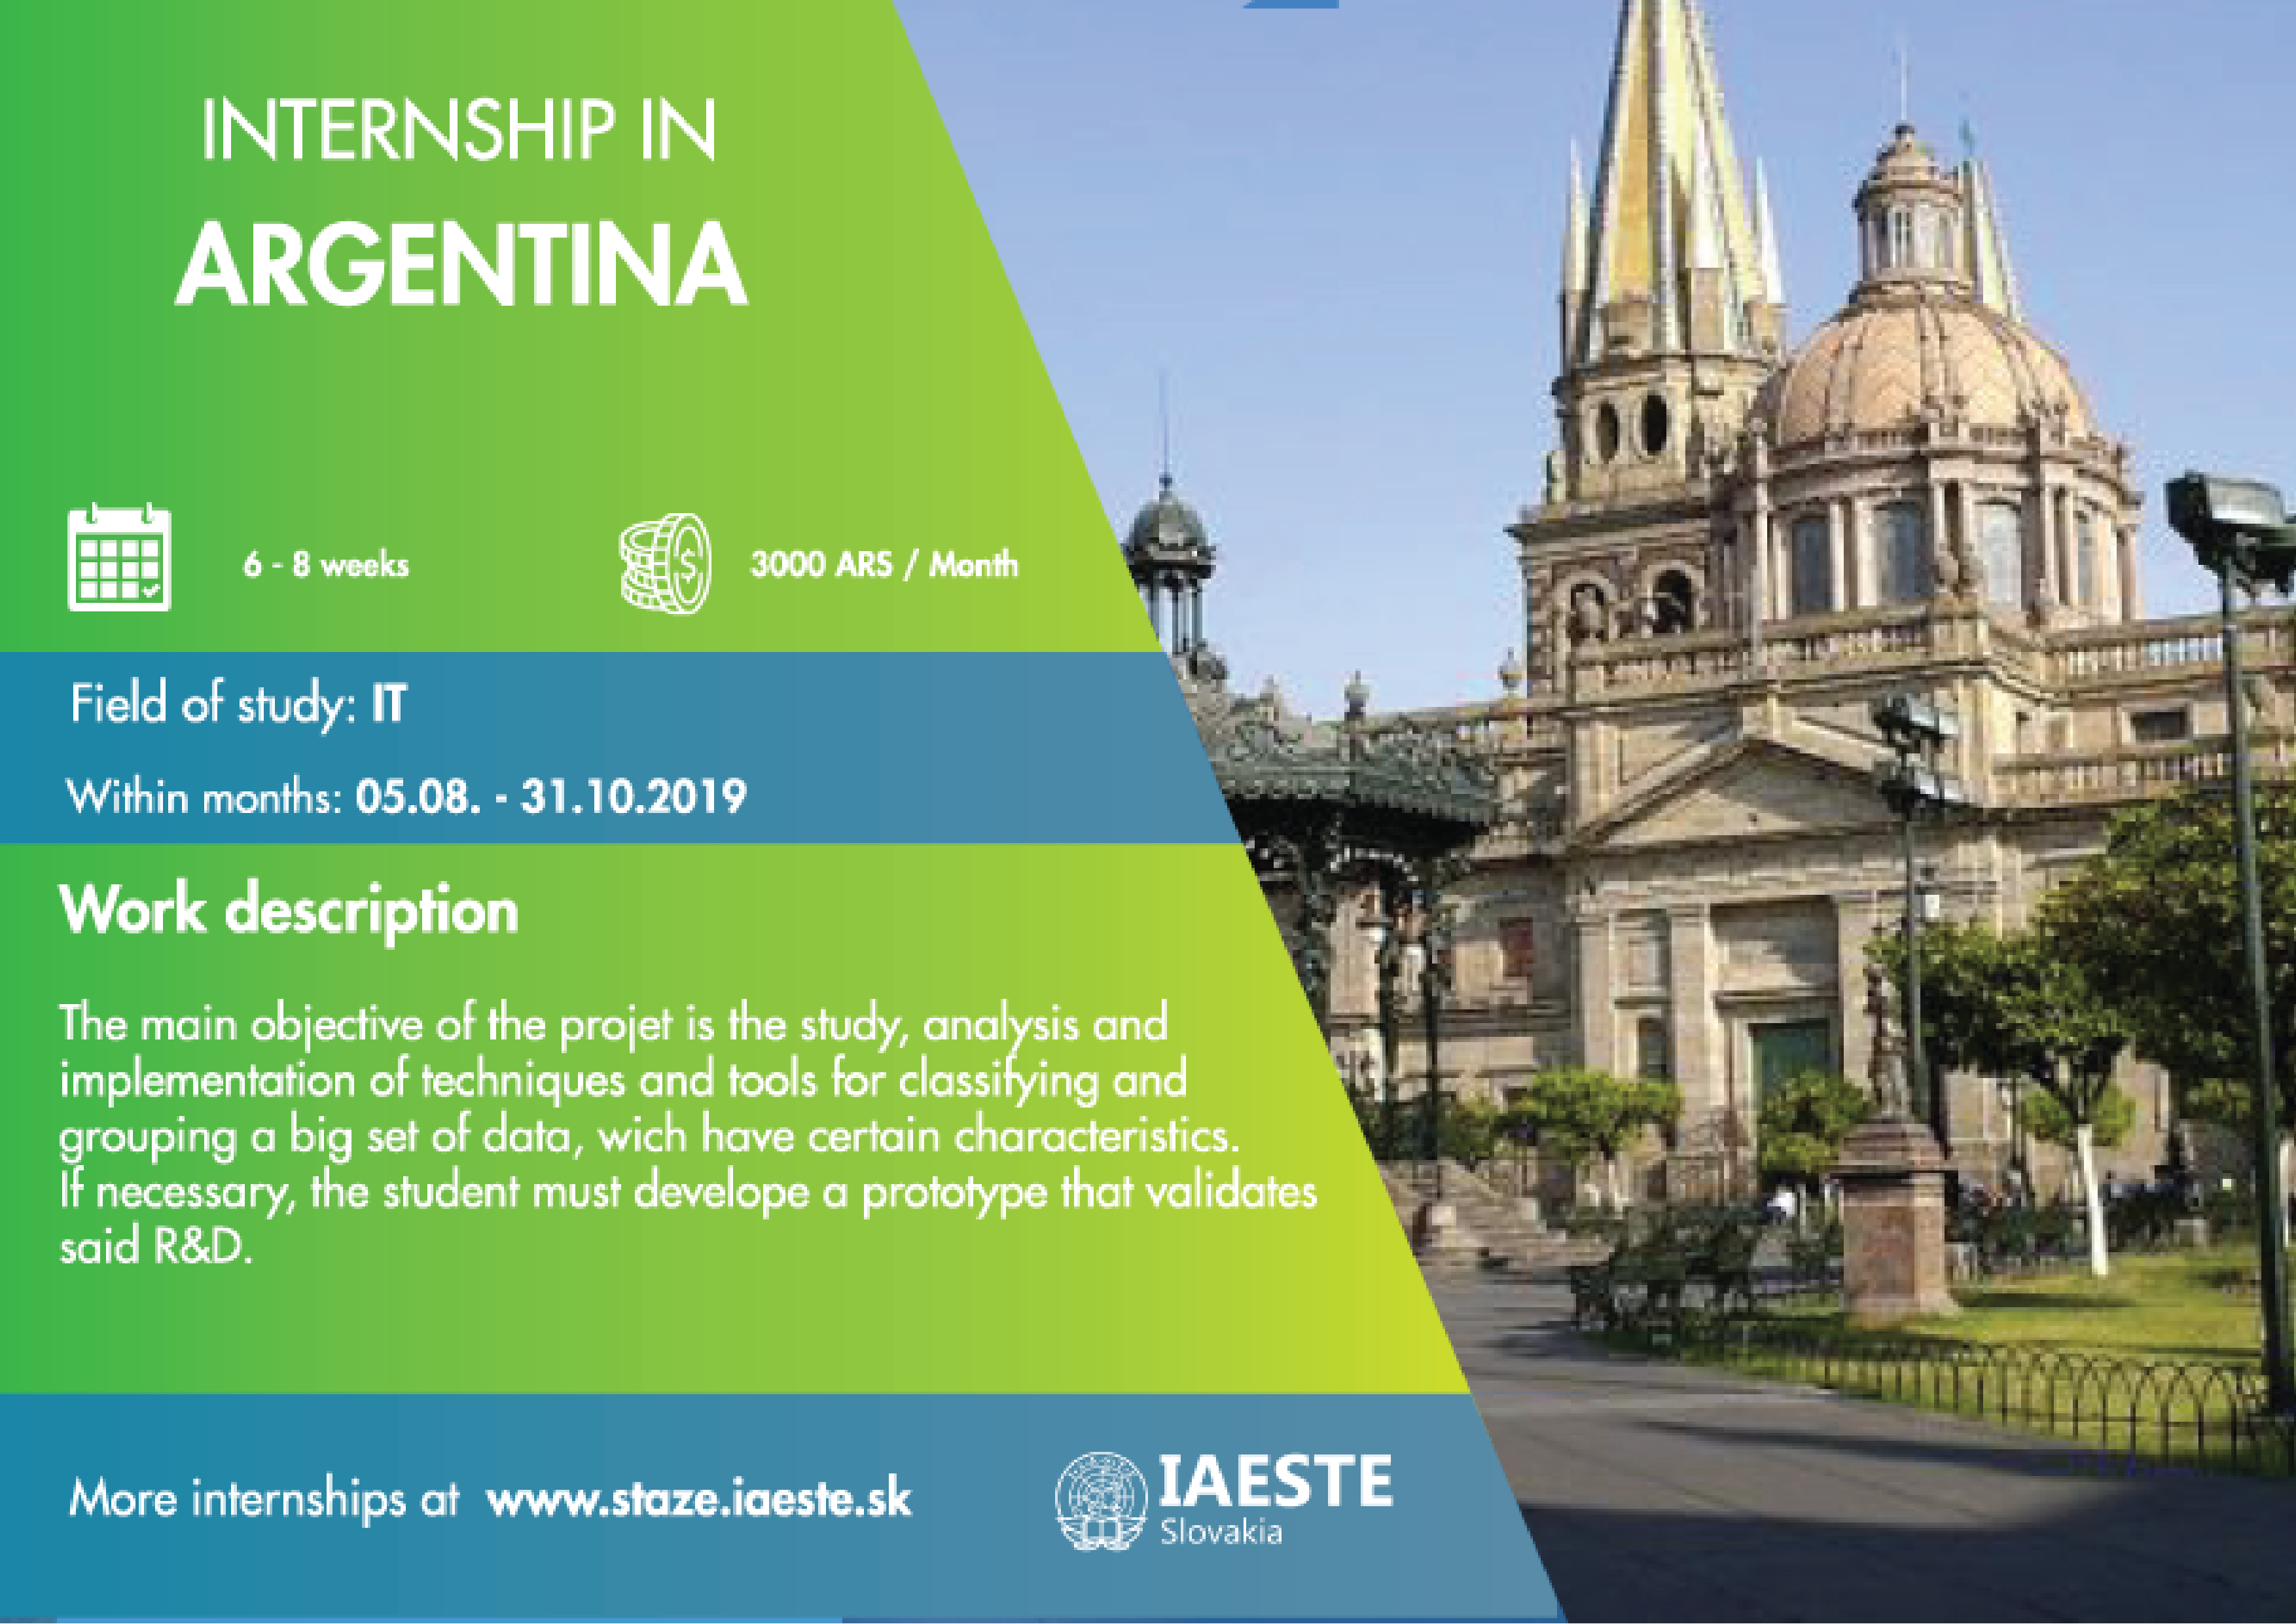 INTERNSHIP IN
ARGENTINA
6 - 8 weeks
3000 ARS / Month
Field of study: IT
Within months: 05.08. - 31.10.2019
Work description
The main objective of the projet is the study, analysis and
implementation of techniques and tools for classifying and
grouping a big set of data, wich have certain characteristics.
If necessary, the student must develope a prototype that validates
said R&D.
More internships at www.staze.iaeste.sk
IAESTE
Slovakia